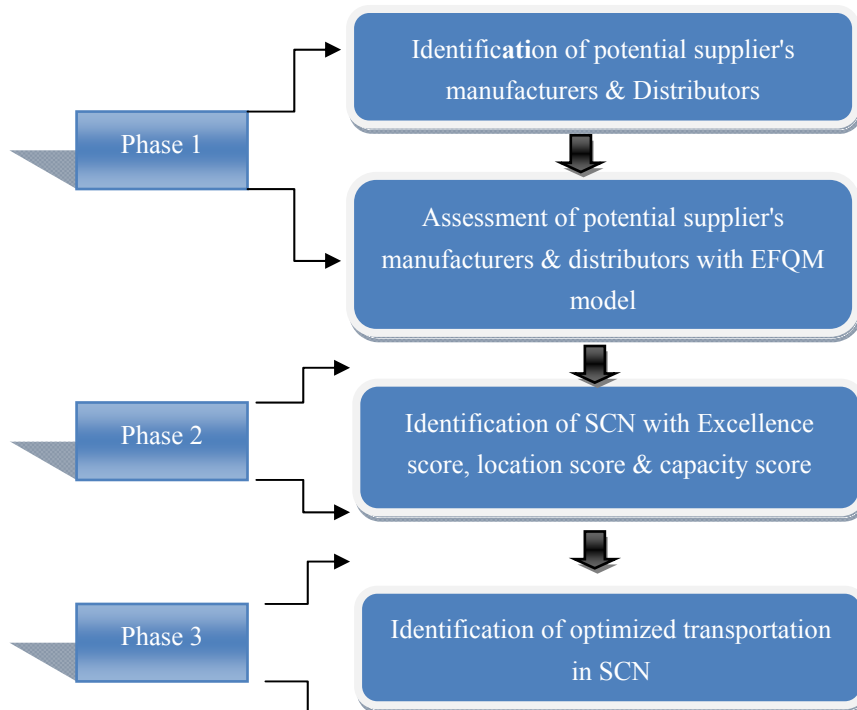 Identification of potential supplier's
manufacturers & Distributors
Phase 1
Assessment of potential supplier's
manufacturers & distributors with EFQM
model
Phase 2
Identification of SCN with Excellence
score, location score & capacity score
Phase 3
Identification of optimized transportation
in SCN